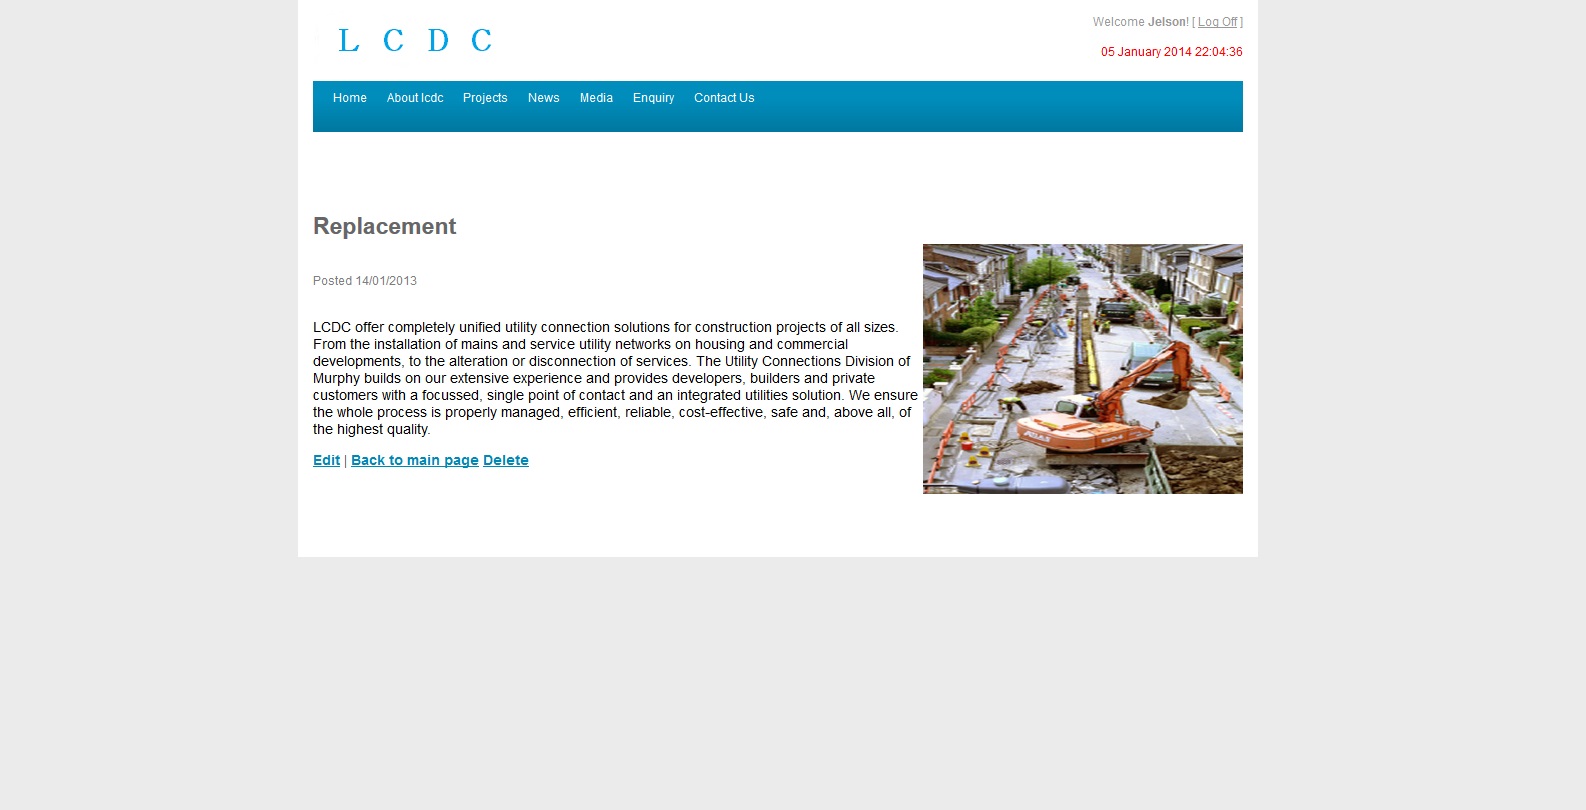 L C D C
Welcome Jelson! [ Log Off ]
05 January 2014 22:04:36
Home About lcdc Projects News Media Enquiry Contact Us
Replacement
Posted 14/01/2013
LCDC offer completely unified utility connection solutions for construction projects of all sizes.
From the installation of mains and service utility networks on housing and commercial
developments, to the alteration or disconnection of services. The Utility Connections Division of
Murphy builds on our extensive experience and provides developers, builders and private
customers with a focussed, single point of contact and an integrated utilities solution. We ensure
the whole process is properly managed, efficient, reliable, cost-effective, safe and, above all, of
the highest quality.
Edit | Back to main page Delete